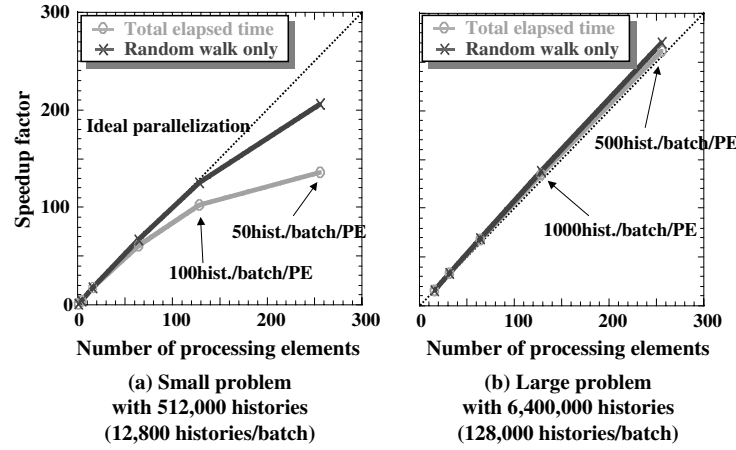 300
200
100
0
Speedup factor
Total elapsed time
Random walk only
Ideal parallelization
50hist./batch/PE
100hist./batch/PE
0 100 200 300
Number of processing elements
(a) Small problem
with 512,000 histories
(12,800 histories/batch)
Total elapsed time
Random walk only
500hist./batch/PE
1000hist./batch/PE
0 100 200 300
Number of processing elements
(b) Large problem
with 6,400,000 histories
(128,000 histories/batch)